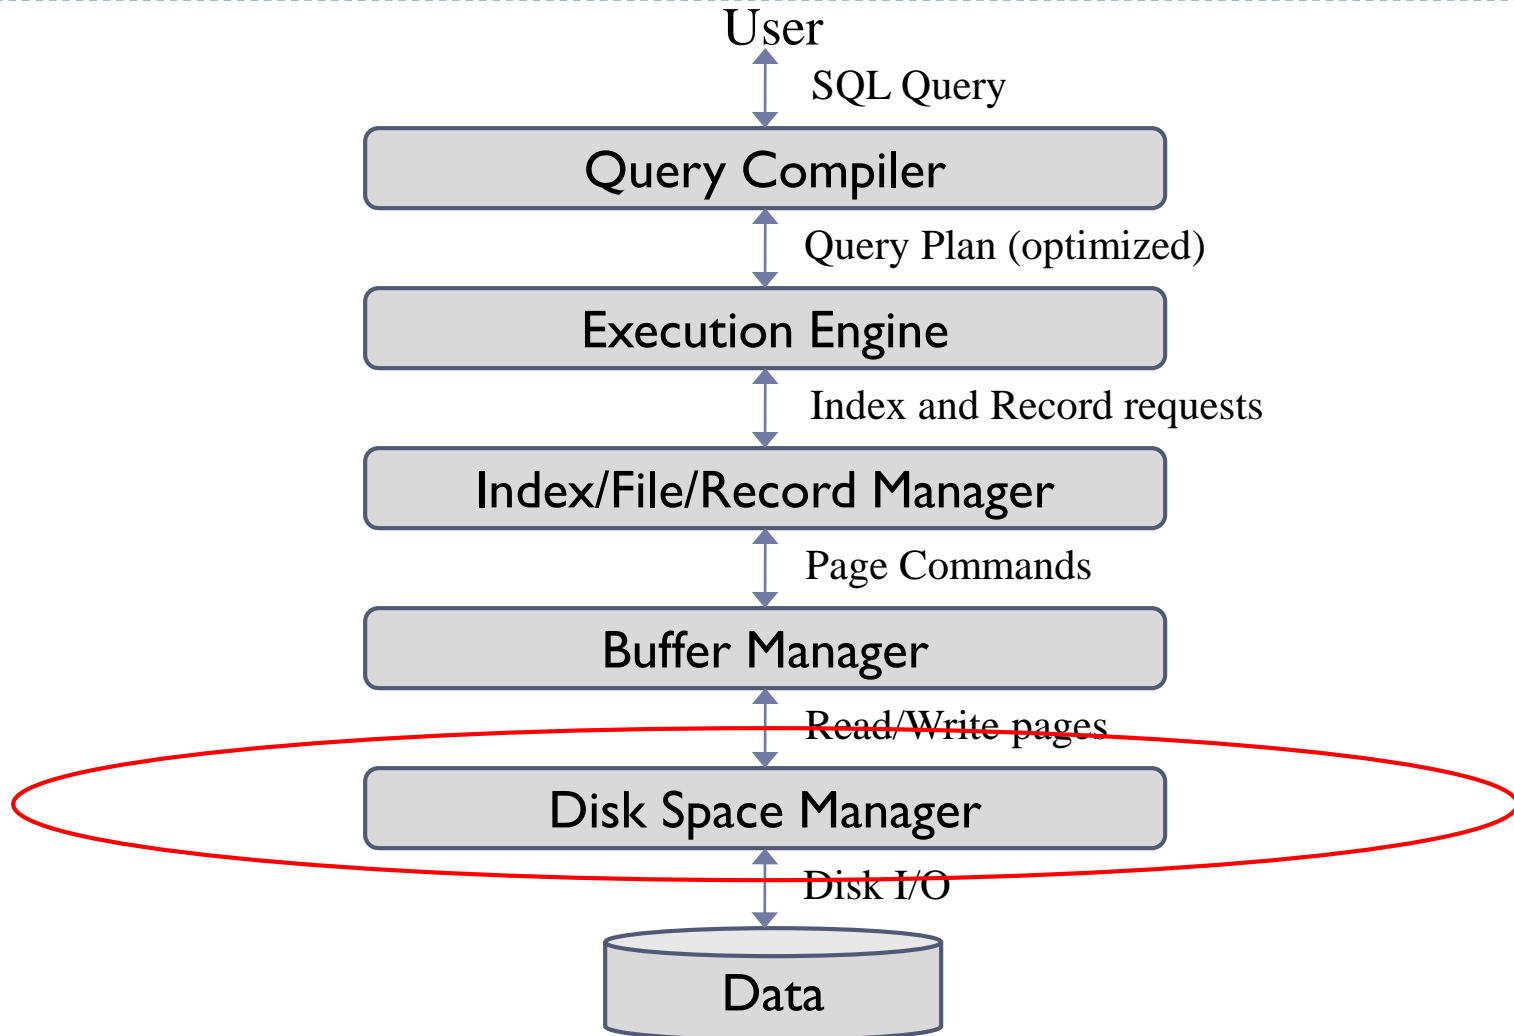 User
SQL Query
Query Compiler
Query Plan (optimized)
Execution Engine
Index and Record requests
Index/File/Record Manager
Page Commands
Buffer Manager
Read/Write pages
Disk Space Manager
Disk I/O
Data